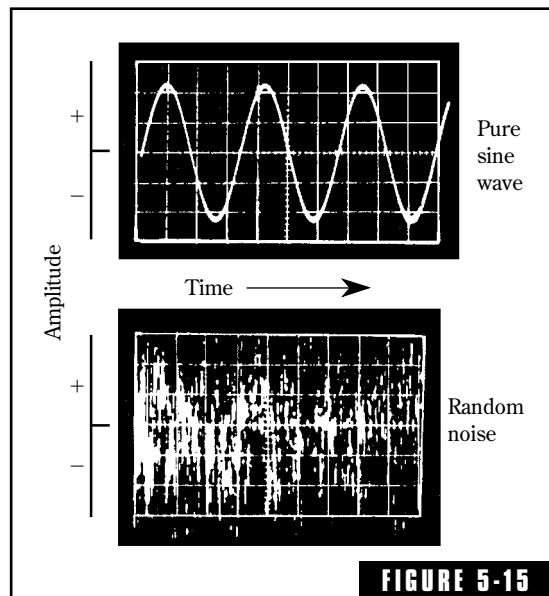 +
Pure
sine
wave
−
Amplitude
Time
+
Random
noise
−
FIGURE 5-15